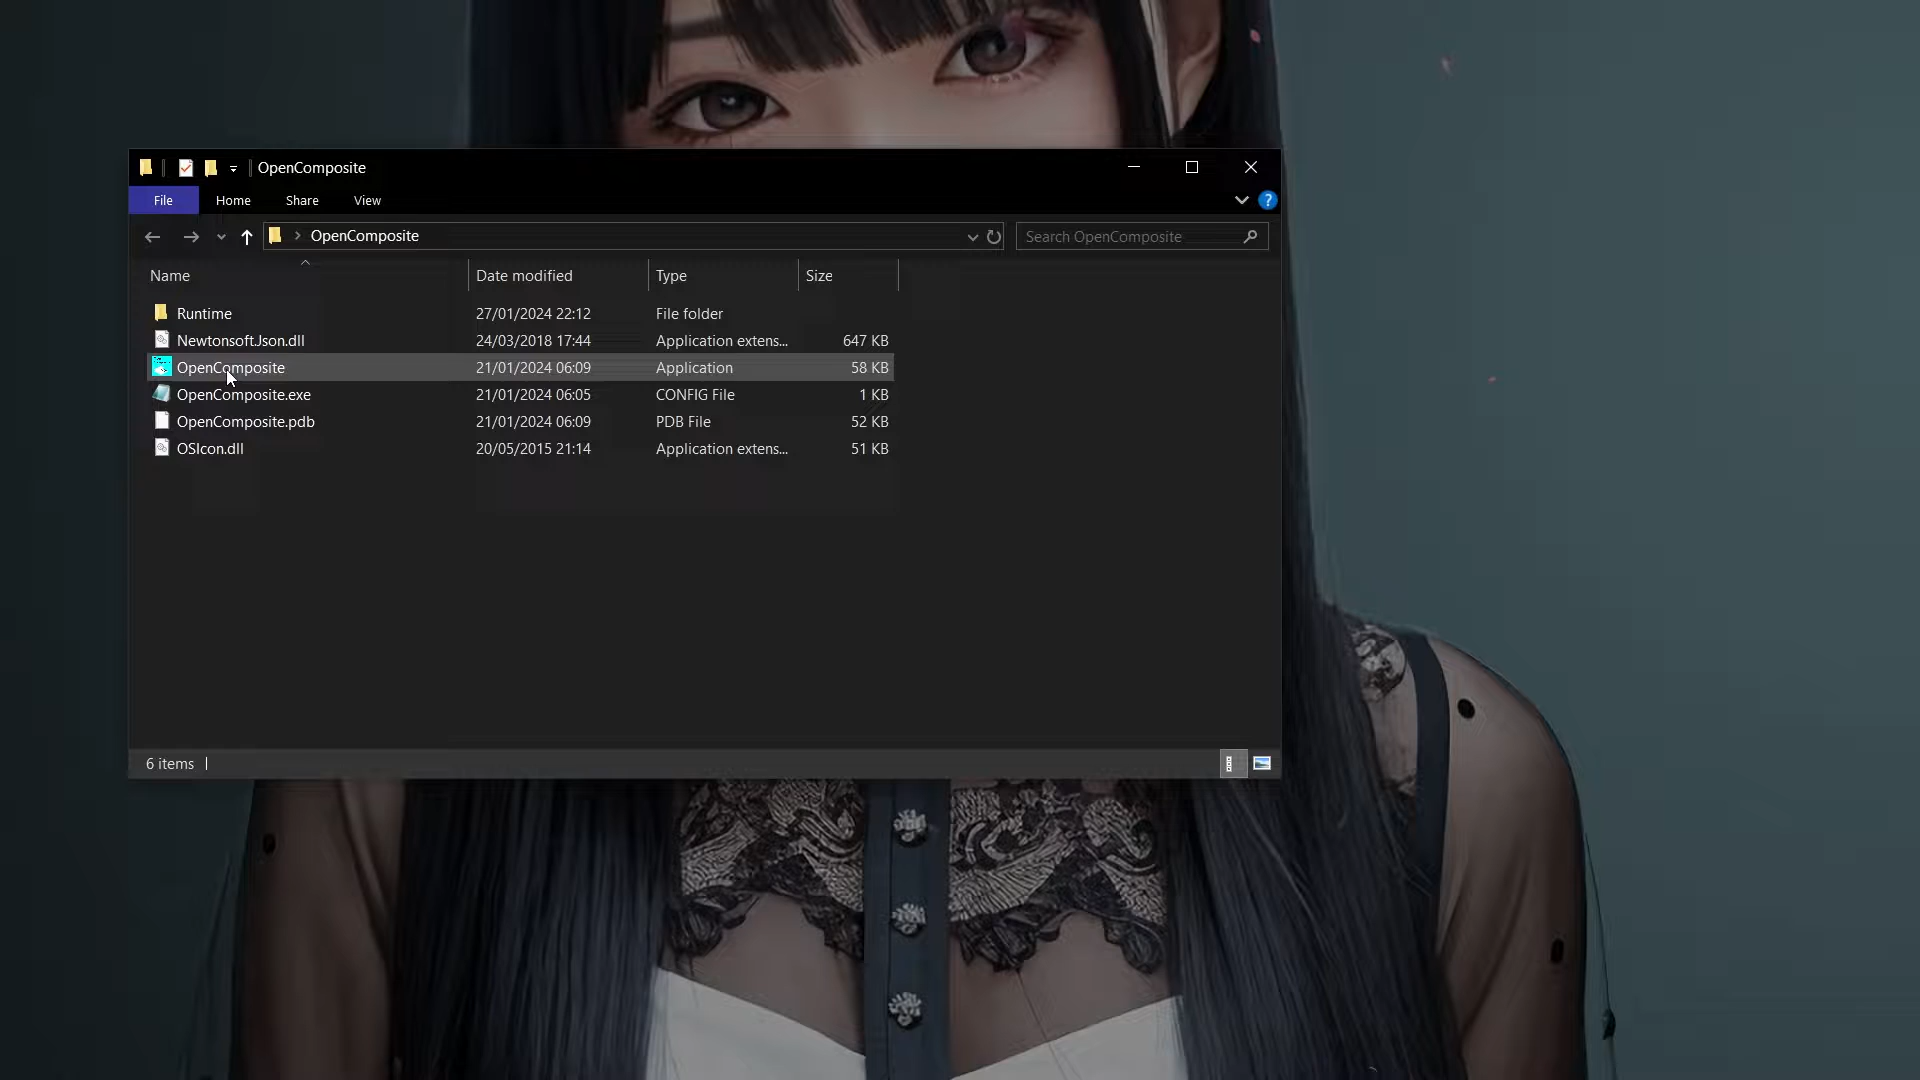 OpenComposite
File Home Share View ?
OpenComposite Search OpenComposite
Name Date modified Type Size
Runtime 27/01/2024 22:12 File folder
Newtonsoft.Json.dll 24/03/2018 17:44 Application extens... 647 KB
OpenComposite 21/01/2024 06:09 Application 58 KB
OpenComposite.exe 21/01/2024 06:05 CONFIG File 1 KB
OpenComposite.pdb 21/01/2024 06:09 PDB File 52 KB
OSIcon.dll 20/05/2015 21:14 Application extens... 51 KB
6 items